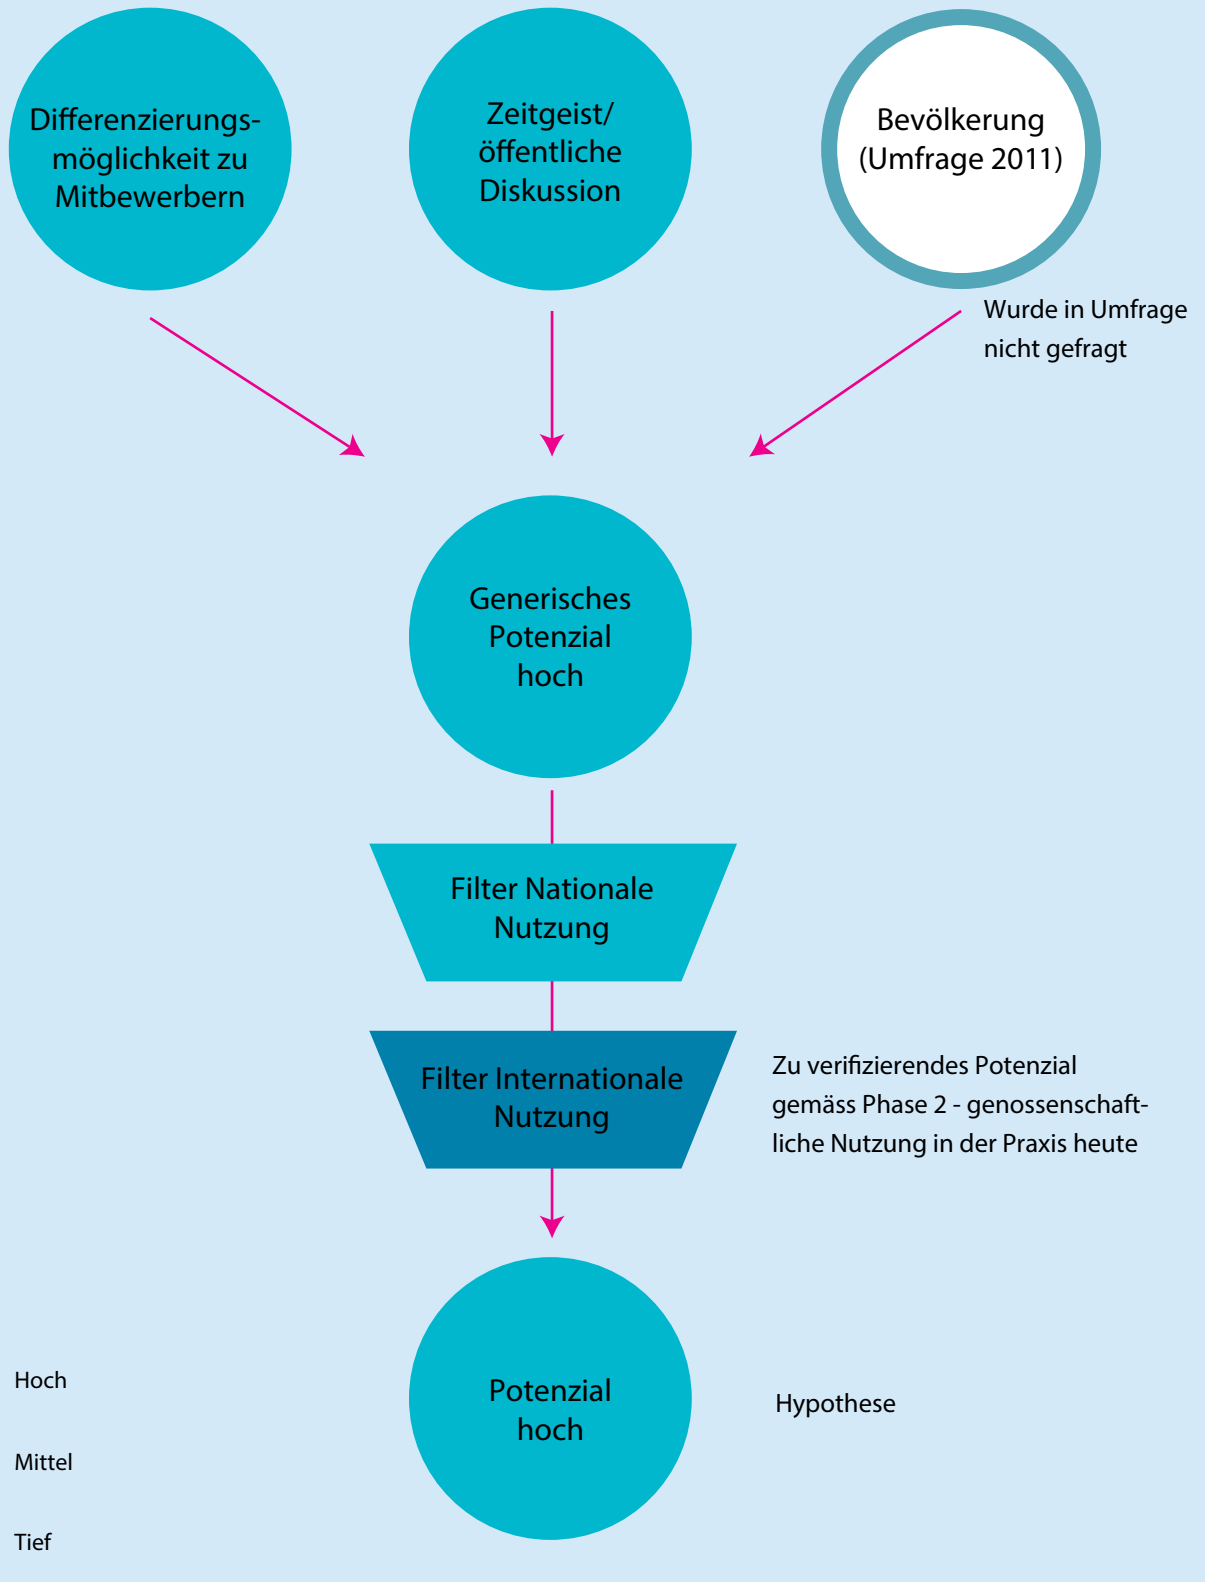 Differenzierungs-
möglichkeit zu
Mitbewerbern
Zeitgeist/
öffentliche
Diskussion
Bevölkerung
(Umfrage 2011)
Wurde in Umfrage
nicht gefragt
Generisches
Potenzial
hoch
Filter Nationale
Nutzung
Filter Internationale
Nutzung
Zu verifizierendes Potenzial
gemäss Phase 2 - genossenschaft-
liche Nutzung in der Praxis heute
Potenzial
hoch
Hypothese
Hoch
Mittel
Tief